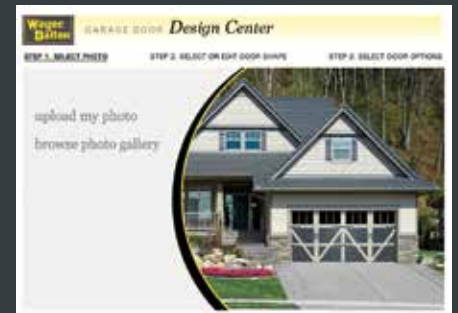 Wayne Dalton
GARAGE DOOR Design Center
STEP 1. SELECT PHOTO STEP 2. SELECT OR EDIT DOOR SHAPE STEP 3. SELECT DOOR OPTIONS
upload my photo
browse photo gallery